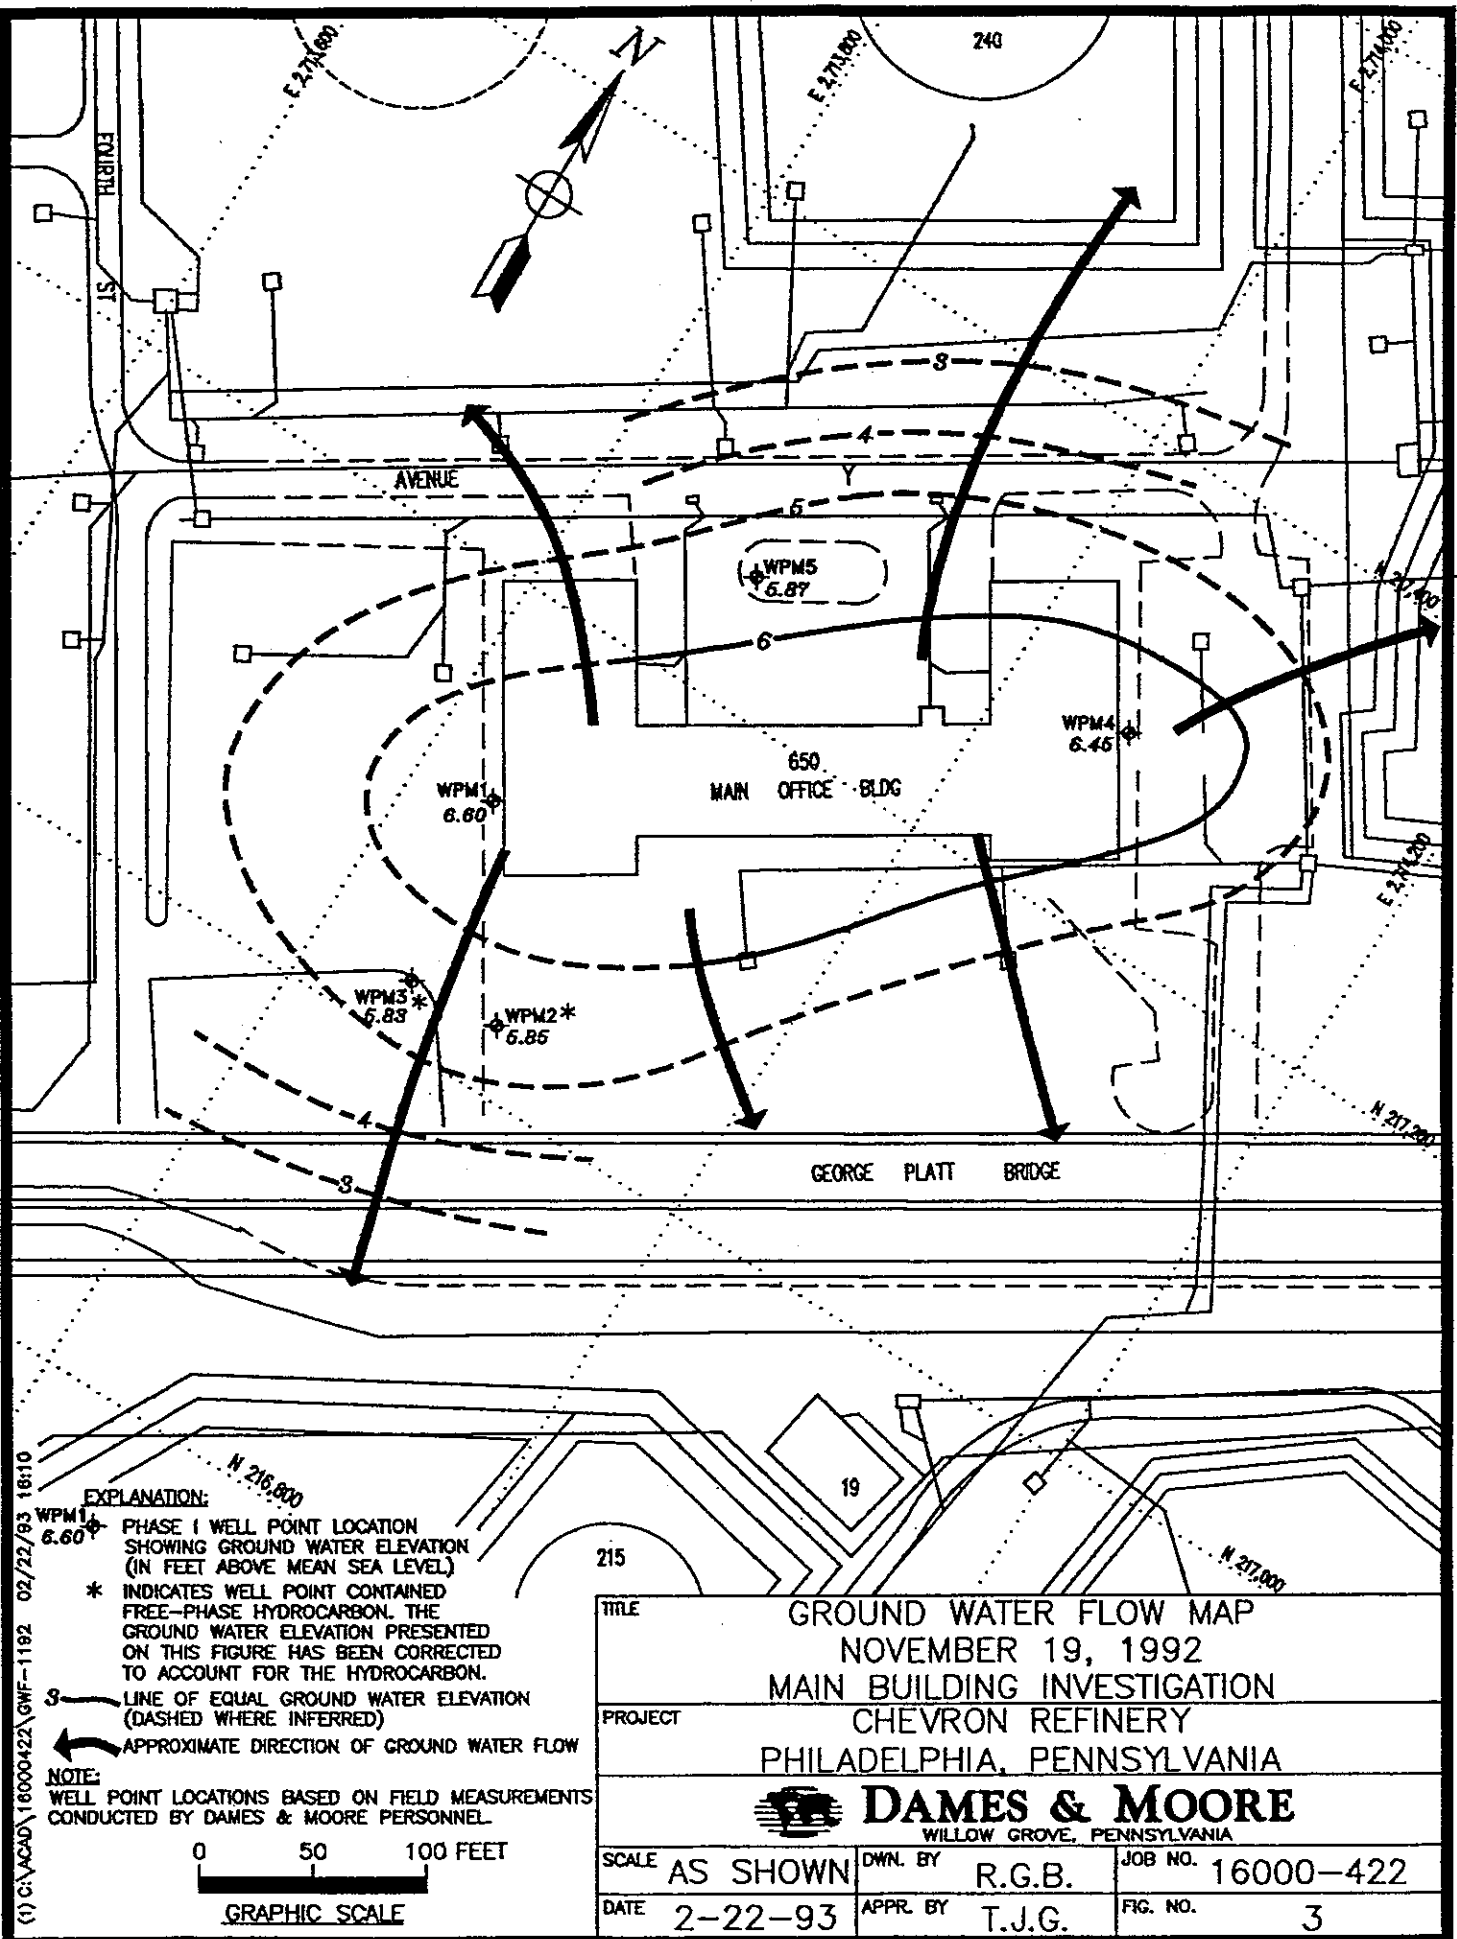 E 2,713,600
E 2,713,800
240
E 2,714,000
N
FOURTH ST
3
4
AVENUE
Y
5
WPM5
5.87
N 217,400
6
WPM4
6.45
650
MAIN OFFICE BLDG
WPM1
6.60
E 2,714,200
WPM3 *
5.83
WPM2 *
5.85
4
N 217,200
3
GEORGE PLATT BRIDGE
N 216,800
19
215
N 217,000
(1) C:\ACAD\16000422\GWF-1192 02/22/93 16:10
EXPLANATION:
WPM1
6.60
PHASE I WELL POINT LOCATION
SHOWING GROUND WATER ELEVATION
(IN FEET ABOVE MEAN SEA LEVEL)
* INDICATES WELL POINT CONTAINED
FREE-PHASE HYDROCARBON. THE
GROUND WATER ELEVATION PRESENTED
ON THIS FIGURE HAS BEEN CORRECTED
TO ACCOUNT FOR THE HYDROCARBON.
3 LINE OF EQUAL GROUND WATER ELEVATION
(DASHED WHERE INFERRED)
APPROXIMATE DIRECTION OF GROUND WATER FLOW
NOTE:
WELL POINT LOCATIONS BASED ON FIELD MEASUREMENTS
CONDUCTED BY DAMES & MOORE PERSONNEL
0 50 100 FEET
GRAPHIC SCALE
TITLE
GROUND WATER FLOW MAP
NOVEMBER 19, 1992
MAIN BUILDING INVESTIGATION
PROJECT
CHEVRON REFINERY
PHILADELPHIA, PENNSYLVANIA
DAMES & MOORE
WILLOW GROVE, PENNSYLVANIA
SCALE AS SHOWN
DWN. BY R.G.B.
JOB NO. 16000-422
DATE 2-22-93
APPR. BY T.J.G.
FIG. NO. 3